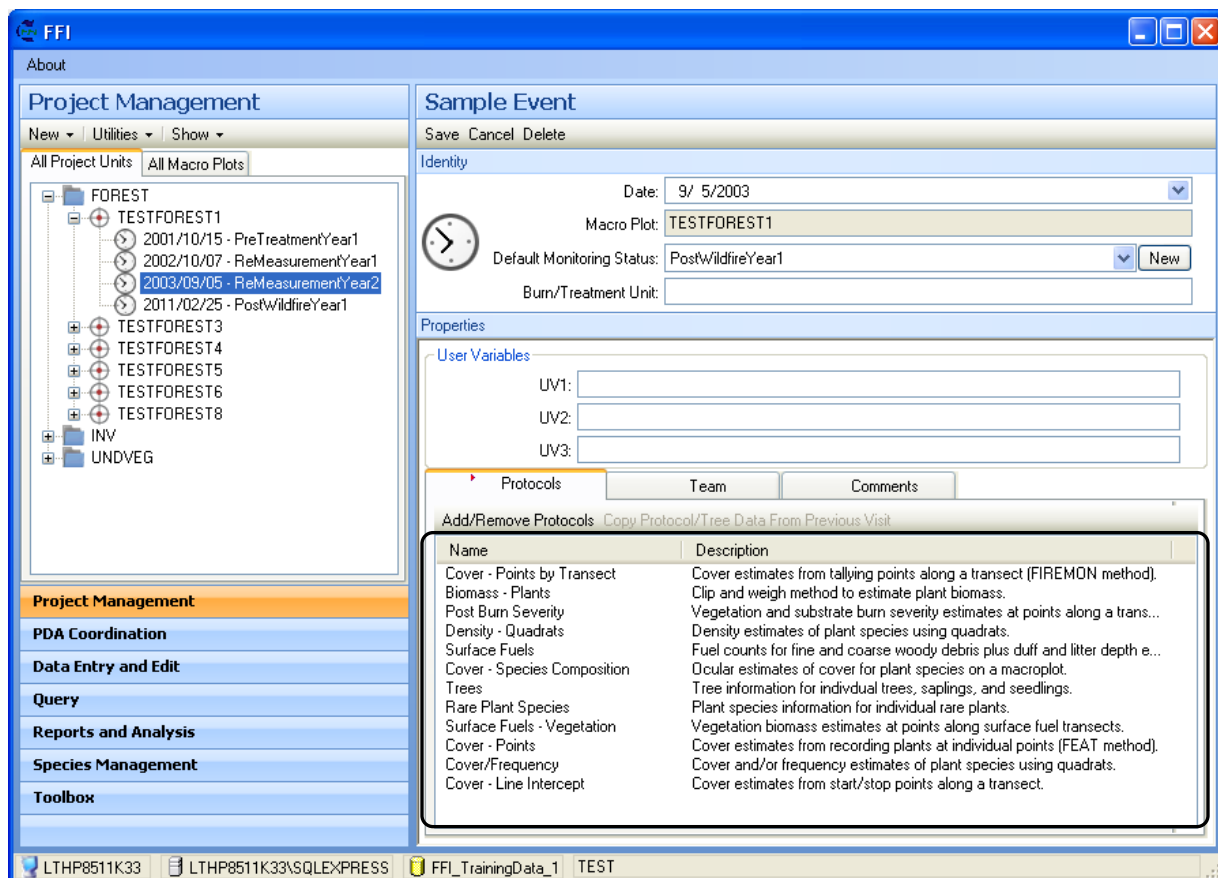 FFI
About
Project Management
New Utilities Show
All Project Units All Macro Plots
FOREST
TESTFOREST1
2001/10/15 - PreTreatmentYear1
2002/10/07 - ReMeasurementYear1
2003/09/05 - ReMeasurementYear2
2011/02/25 - PostWildfireYear1
TESTFOREST3
TESTFOREST4
TESTFOREST5
TESTFOREST6
TESTFOREST8
INV
UNDVEG
Project Management
PDA Coordination
Data Entry and Edit
Query
Reports and Analysis
Species Management
Toolbox
Sample Event
Save Cancel Delete
Identity
Date: 9/ 5/2003
Macro Plot: TESTFOREST1
Default Monitoring Status: PostWildfireYear1 New
Burn/Treatment Unit:
Properties
User Variables
UV1:
UV2:
UV3:
Protocols Team Comments
Add/Remove Protocols Copy Protocol/Tree Data From Previous Visit
Name Description
Cover - Points by Transect Cover estimates from tallying points along a transect (FIREMON method).
Biomass - Plants Clip and weigh method to estimate plant biomass.
Post Burn Severity Vegetation and substrate burn severity estimates at points along a trans...
Density - Quadrats Density estimates of plant species using quadrats.
Surface Fuels Fuel counts for fine and coarse woody debris plus duff and litter depth e...
Cover - Species Composition Ocular estimates of cover for plant species on a macroplot.
Trees Tree information for indivdual trees, saplings, and seedlings.
Rare Plant Species Plant species information for individual rare plants.
Surface Fuels - Vegetation Vegetation biomass estimates at points along surface fuel transects.
Cover - Points Cover estimates from recording plants at individual points (FEAT method).
Cover/Frequency Cover and/or frequency estimates of plant species using quadrats.
Cover - Line Intercept Cover estimates from start/stop points along a transect.
LTHP8511K33 LTHP8511K33\SQLEXPRESS FFI_TrainingData_1 TEST